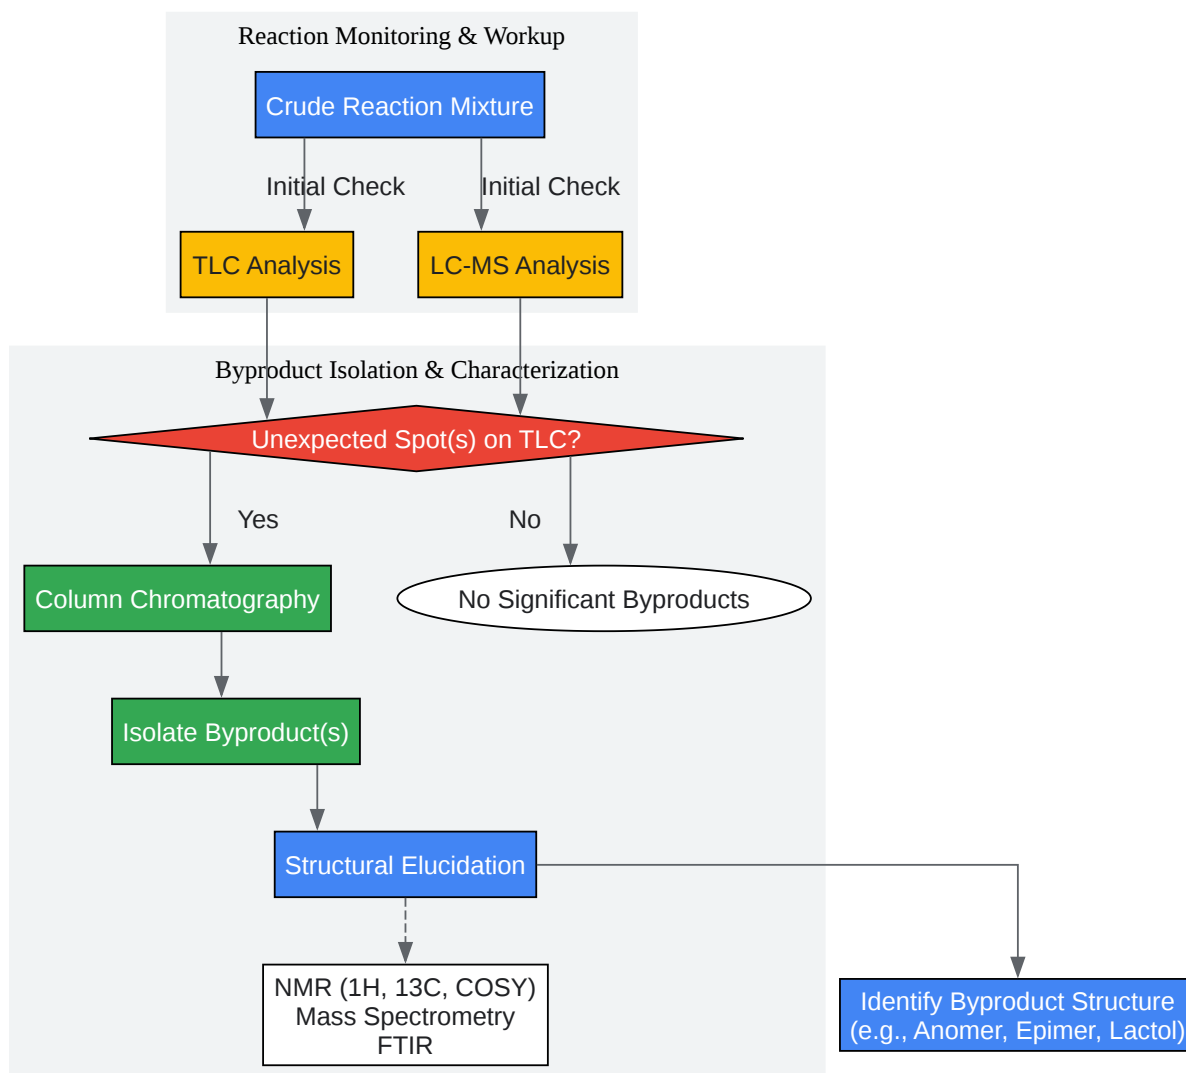 Reaction Monitoring & Workup
Crude Reaction Mixture
Initial Check
Initial Check
TLC Analysis
LC-MS Analysis
Byproduct Isolation & Characterization
Unexpected Spot(s) on TLC?
Yes
No
Column Chromatography
No Significant Byproducts
Isolate Byproduct(s)
Structural Elucidation
NMR (1H, 13C, COSY)
Mass Spectrometry
FTIR
Identify Byproduct Structure
(e.g., Anomer, Epimer, Lactol)